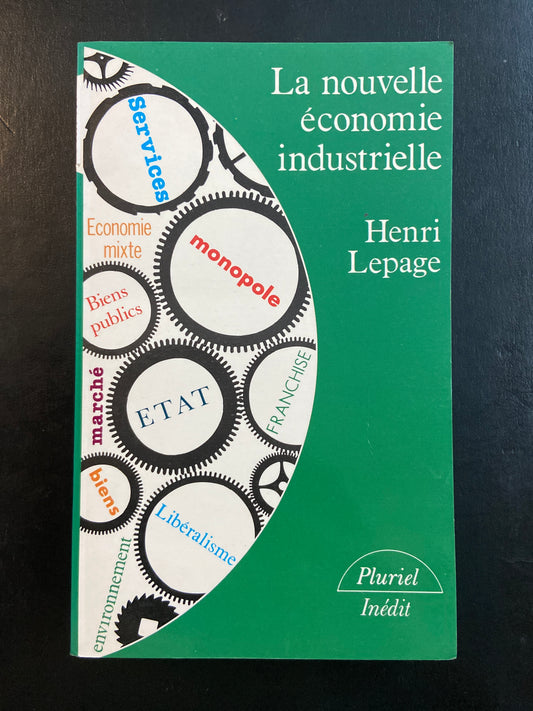 La nouvelle
économie
industrielle
Henri
Lepage
Services
Economie
mixte
monopole
Biens
publics
marché
ETAT
FRANCHISE
biens
Libéralisme
environnement
Pluriel
Inédit